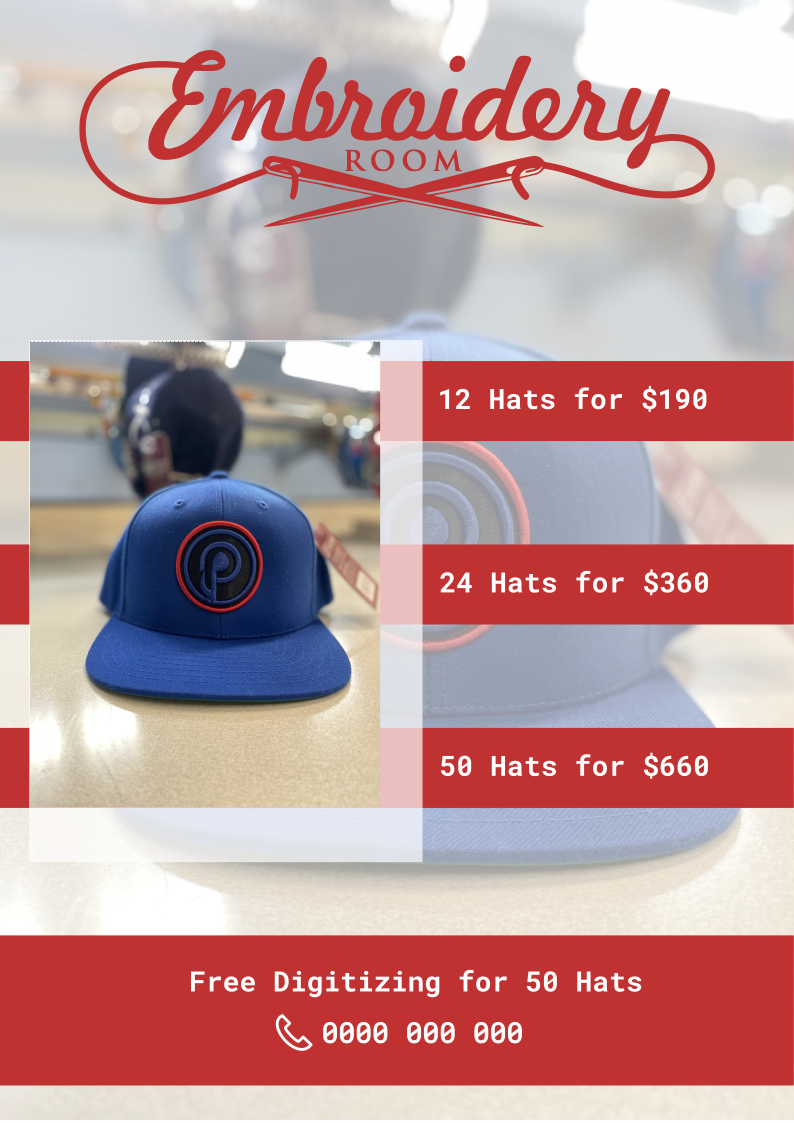 Embroidery
ROOM
12 Hats for $190
24 Hats for $360
50 Hats for $660
Free Digitizing for 50 Hats
0000 000 000